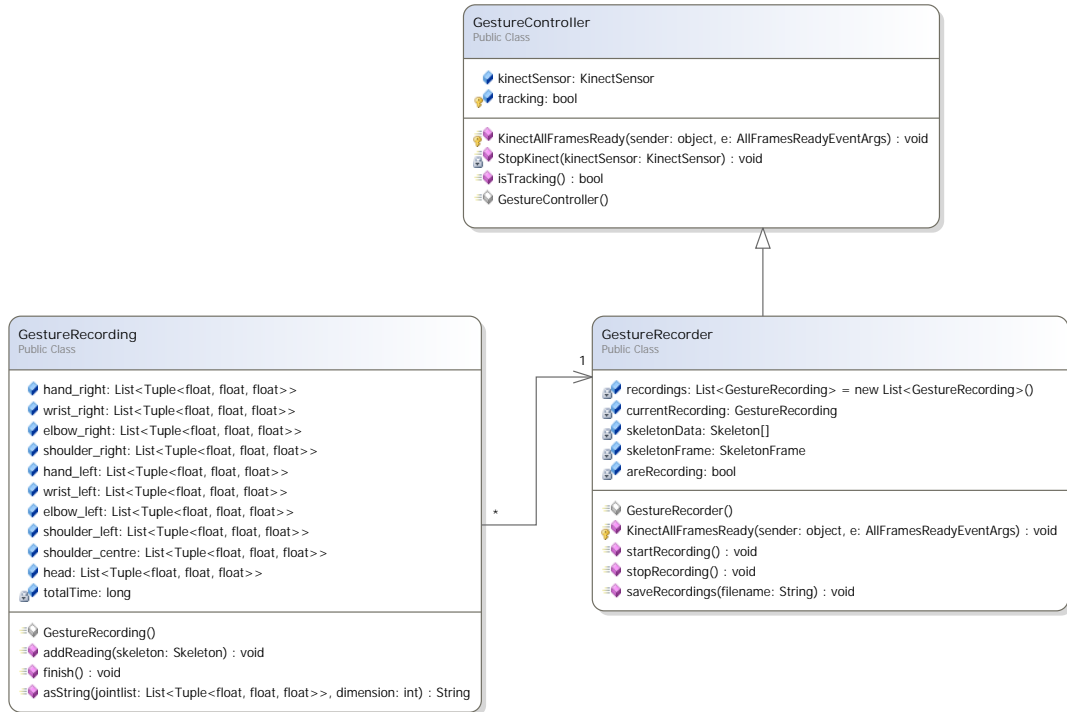 GestureController
Public Class
kinectSensor: KinectSensor
tracking: bool
KinectAllFramesReady(sender: object, e: AllFramesReadyEventArgs) : void
StopKinect(kinectSensor: KinectSensor) : void
isTracking() : bool
GestureController()
GestureRecording
Public Class
hand_right: List<Tuple<float, float, float>>
wrist_right: List<Tuple<float, float, float>>
elbow_right: List<Tuple<float, float, float>>
shoulder_right: List<Tuple<float, float, float>>
hand_left: List<Tuple<float, float, float>>
wrist_left: List<Tuple<float, float, float>>
elbow_left: List<Tuple<float, float, float>>
shoulder_left: List<Tuple<float, float, float>>
shoulder_centre: List<Tuple<float, float, float>>
head: List<Tuple<float, float, float>>
totalTime: long
GestureRecording()
addReading(skeleton: Skeleton) : void
finish() : void
asString(jointlist: List<Tuple<float, float, float>>, dimension: int) : String
*
1
GestureRecorder
Public Class
recordings: List<GestureRecording> = new List<GestureRecording>()
currentRecording: GestureRecording
skeletonData: Skeleton[]
skeletonFrame: SkeletonFrame
areRecording: bool
GestureRecorder()
KinectAllFramesReady(sender: object, e: AllFramesReadyEventArgs) : void
startRecording() : void
stopRecording() : void
saveRecordings(filename: String) : void